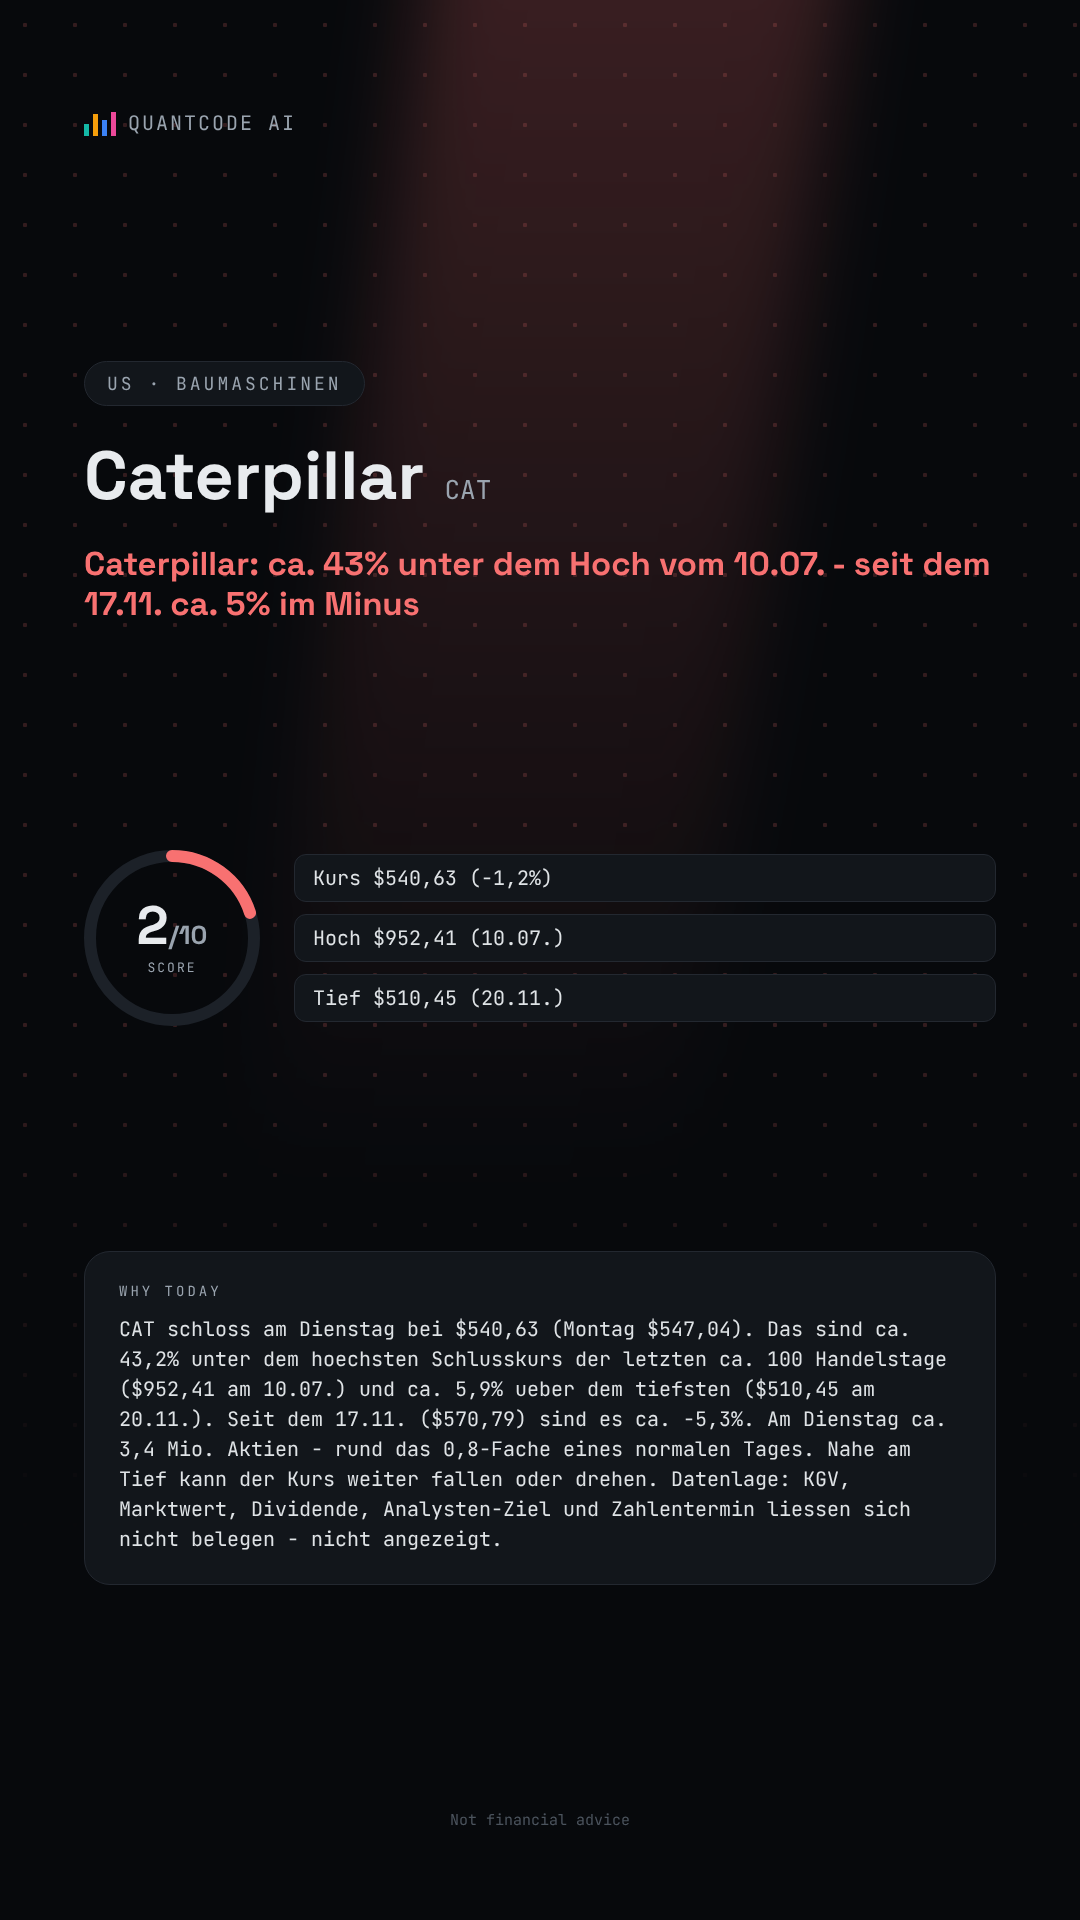 QUANTCODE AI
US · BAUMASCHINEN
Caterpillar CAT
Caterpillar: ca. 43% unter dem Hoch vom 10.07. - seit dem
17.11. ca. 5% im Minus
2/10
SCORE
Kurs $540,63 (-1,2%)
Hoch $952,41 (10.07.)
Tief $510,45 (20.11.)
WHY TODAY
CAT schloss am Dienstag bei $540,63 (Montag $547,04). Das sind ca.
43,2% unter dem hoechsten Schlusskurs der letzten ca. 100 Handelstage
($952,41 am 10.07.) und ca. 5,9% ueber dem tiefsten ($510,45 am
20.11.). Seit dem 17.11. ($570,79) sind es ca. -5,3%. Am Dienstag ca.
3,4 Mio. Aktien - rund das 0,8-Fache eines normalen Tages. Nahe am
Tief kann der Kurs weiter fallen oder drehen. Datenlage: KGV,
Marktwert, Dividende, Analysten-Ziel und Zahlentermin liessen sich
nicht belegen - nicht angezeigt.
Not financial advice